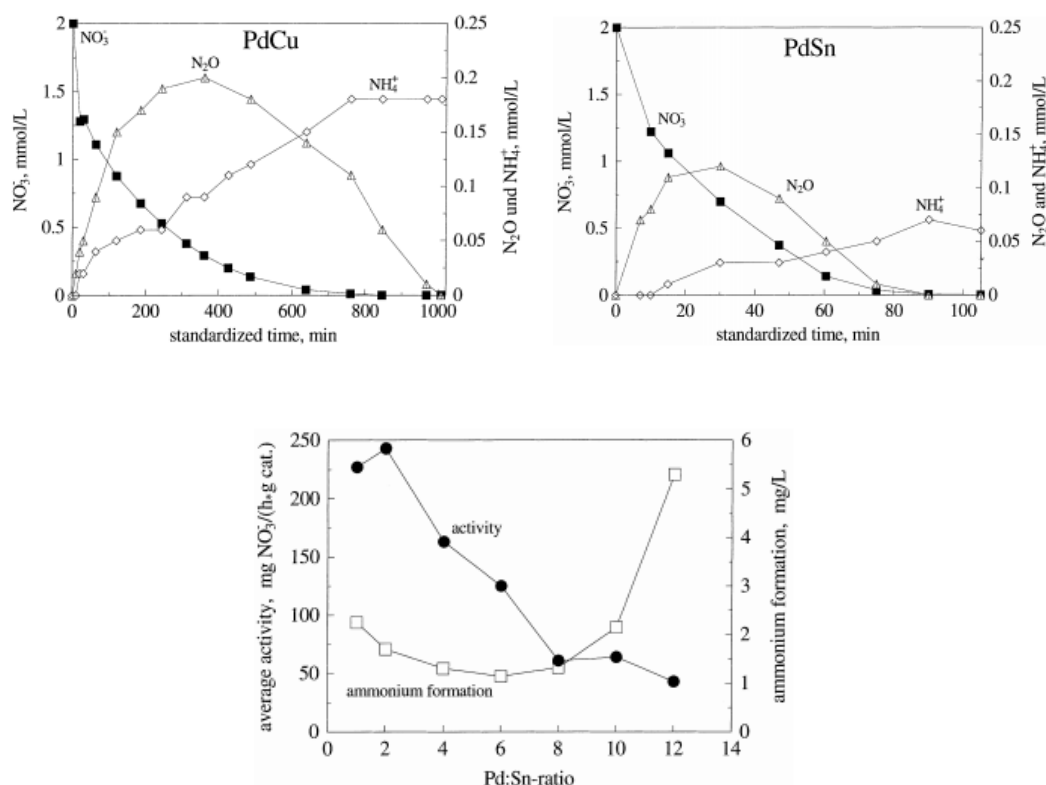 PdCu
NO₃⁻
N₂O
NH₄⁺
2
1.5
1
0.5
0
0.25
0.2
0.15
0.1
0.05
0
0 200 400 600 800 1000
NO₃⁻, mmol/L
N₂O und NH₄⁺, mmol/L
standardized time, min
PdSn
NO₃⁻
N₂O
NH₄⁺
2
1.5
1
0.5
0
0.25
0.2
0.15
0.1
0.05
0
0 20 40 60 80 100
NO₃⁻, mmol/L
N₂O and NH₄⁺, mmol/L
standardized time, min
250
200
150
100
50
0
6
5
4
3
2
1
0
activity
ammonium formation
0 2 4 6 8 10 12 14
average activity, mg NO₃⁻/(h*g cat.)
ammonium formation, mg/L
Pd:Sn-ratio